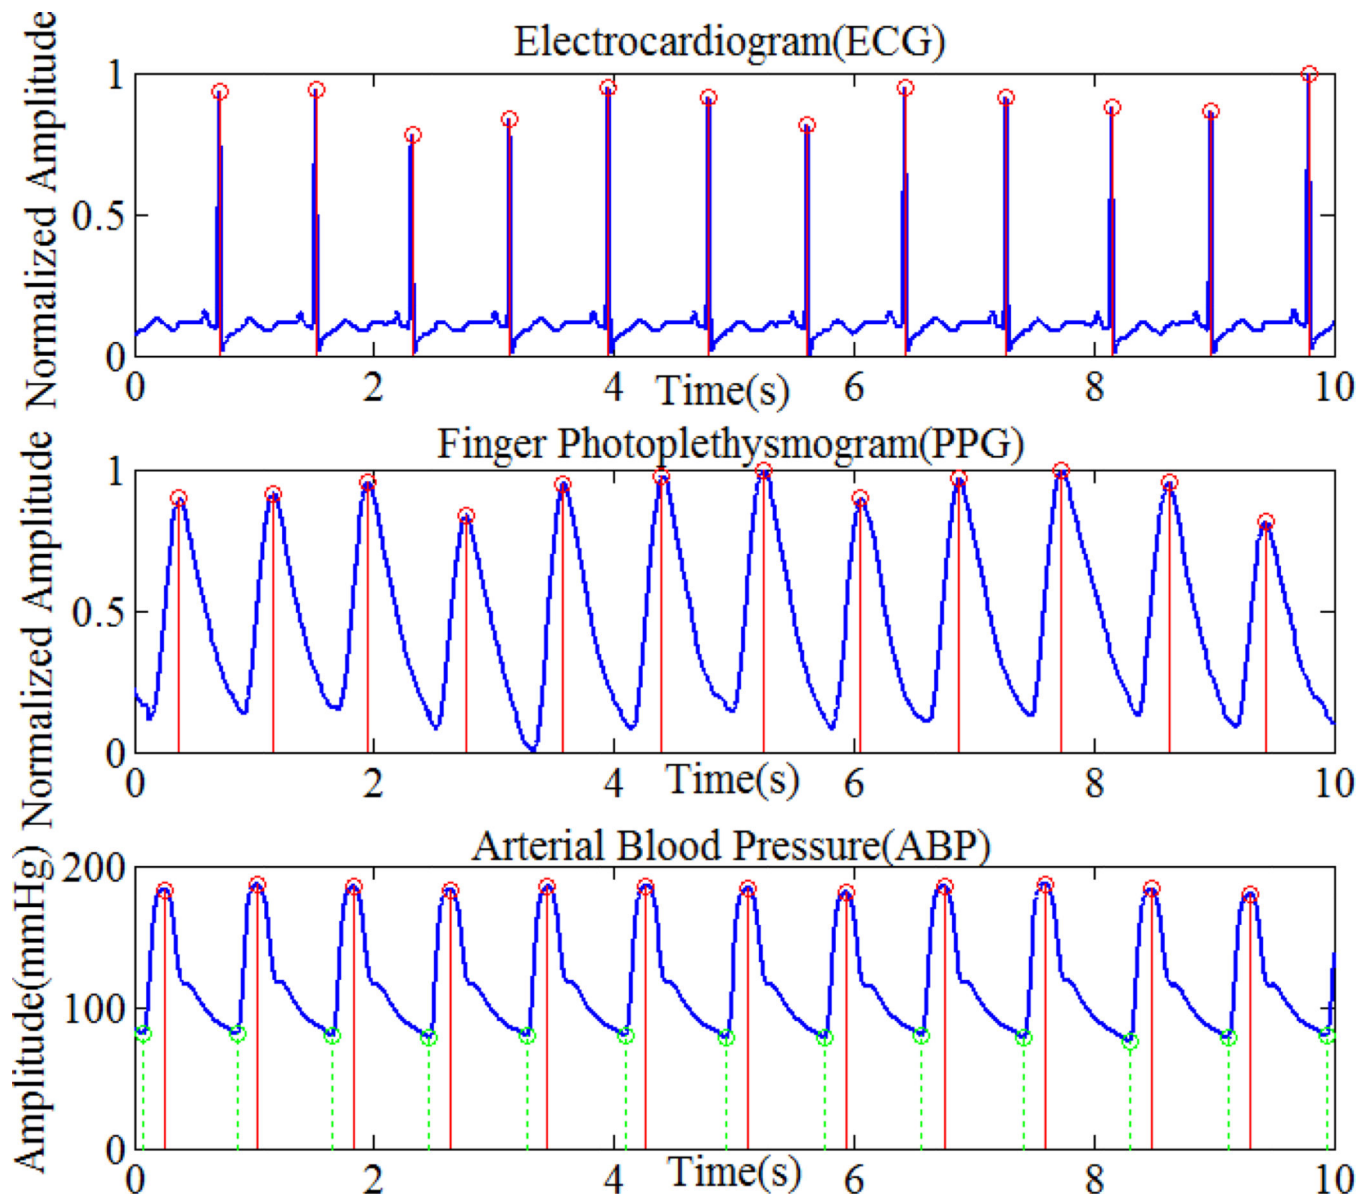 Electrocardiogram(ECG)
Normalized Amplitude
1
0.5
0
0 2 4 6 8 10
Time(s)
Finger Photoplethysmogram(PPG)
Normalized Amplitude
1
0.5
0
0 2 4 6 8 10
Time(s)
Arterial Blood Pressure(ABP)
Amplitude(mmHg)
200
100
0
0 2 4 6 8 10
Time(s)